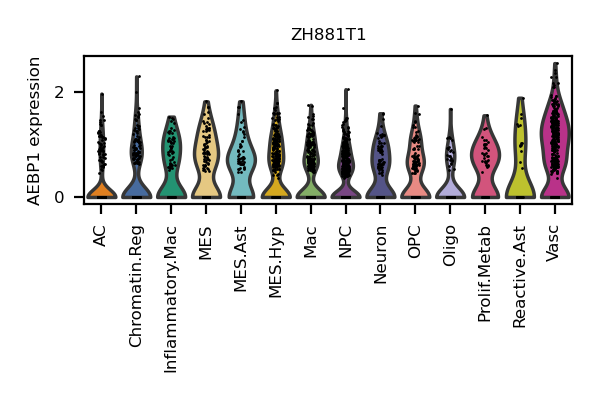 ZH881T1
AEBP1 expression
2
0
AC
Chromatin.Reg
Inflammatory.Mac
MES
MES.Ast
MES.Hyp
Mac
NPC
Neuron
OPC
Oligo
Prolif.Metab
Reactive.Ast
Vasc